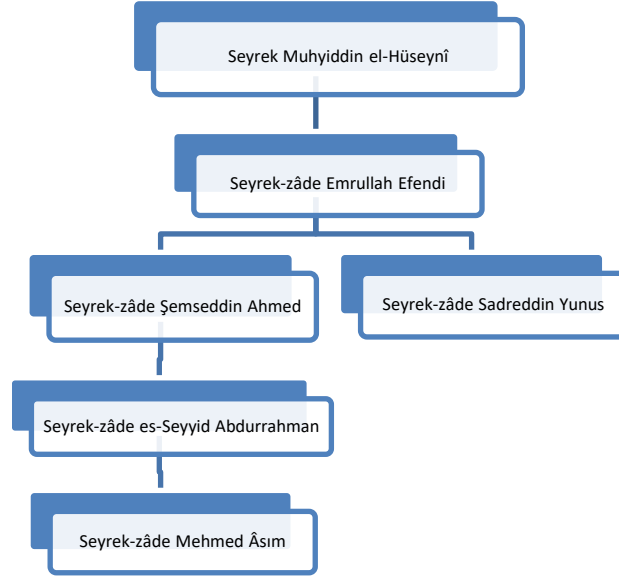 Seyrek Muhyiddin el-Hüseynî
Seyrek-zâde Emrullah Efendi
Seyrek-zâde Şemseddin Ahmed
Seyrek-zâde Sadreddin Yunus
Seyrek-zâde es-Seyyid Abdurrahman
Seyrek-zâde Mehmed Âsım